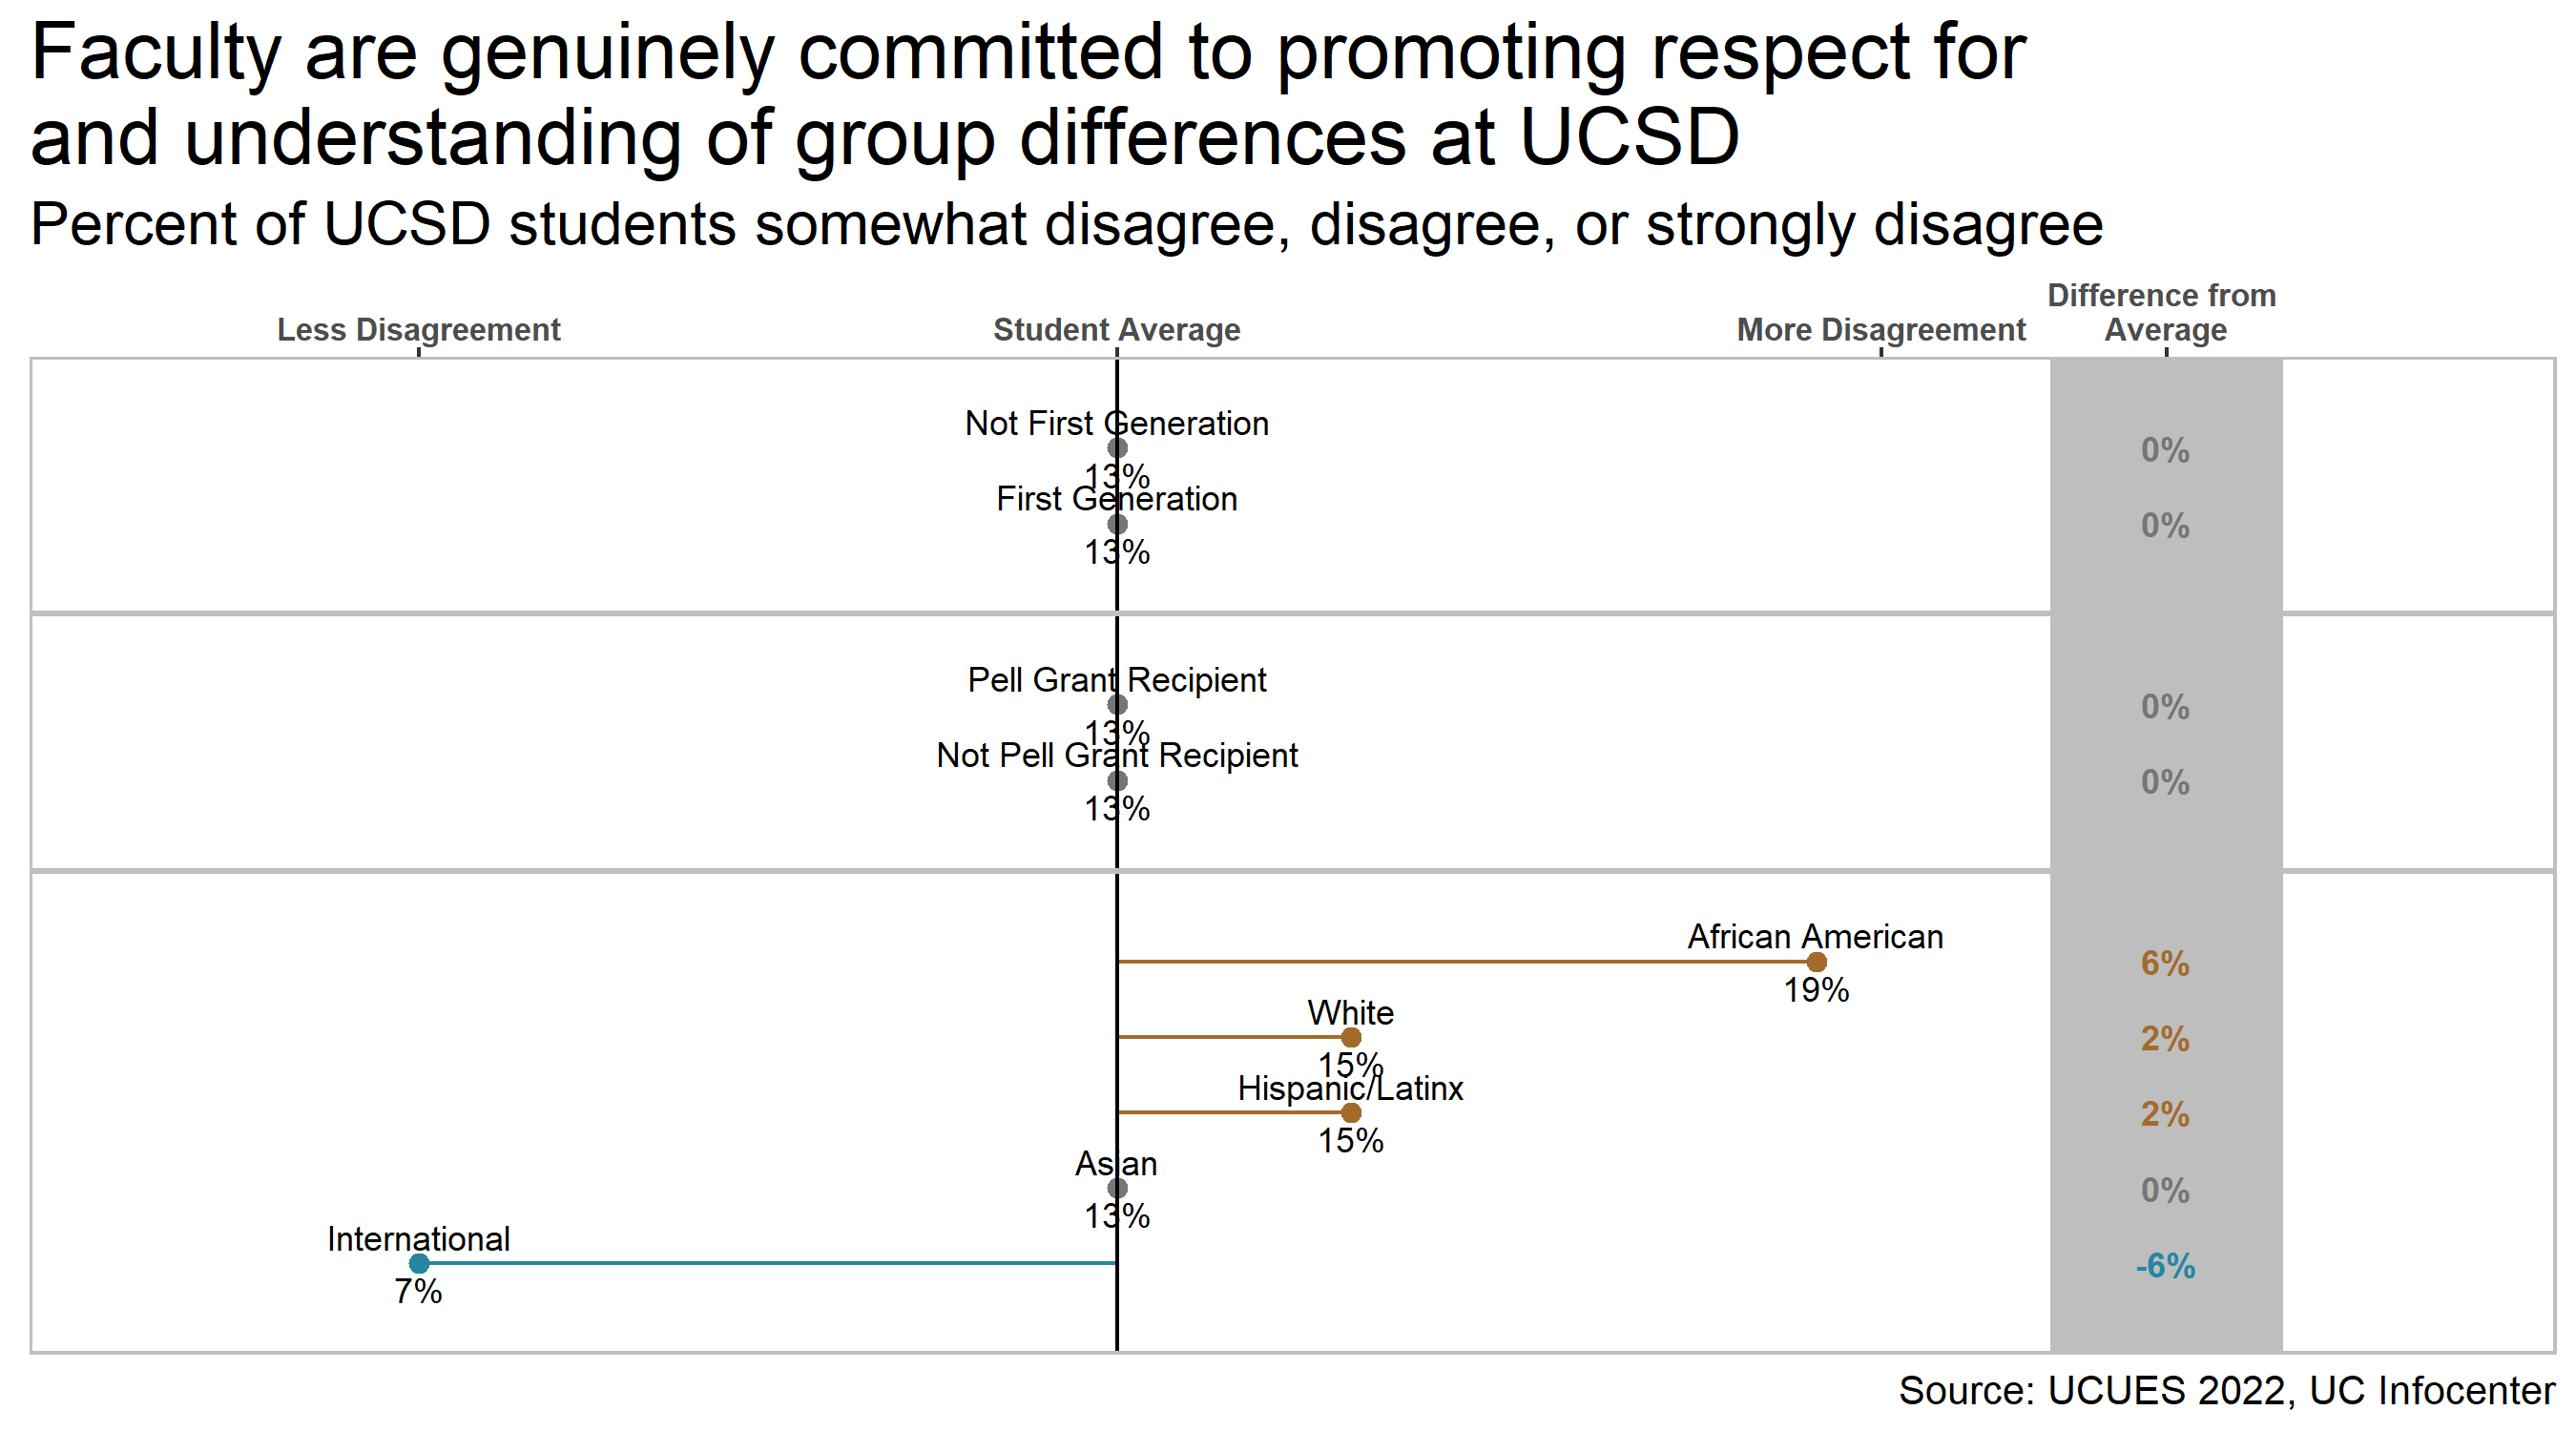 Faculty are genuinely committed to promoting respect for
and understanding of group differences at UCSD
Percent of UCSD students somewhat disagree, disagree, or strongly disagree
Less Disagreement
Student Average
More Disagreement
Difference from
Average
Not First Generation
13%
0%
First Generation
13%
0%
Pell Grant Recipient
13%
0%
Not Pell Grant Recipient
13%
0%
African American
19%
6%
White
15%
2%
Hispanic/Latinx
15%
2%
Asian
13%
0%
International
7%
-6%
Source: UCUES 2022, UC Infocenter